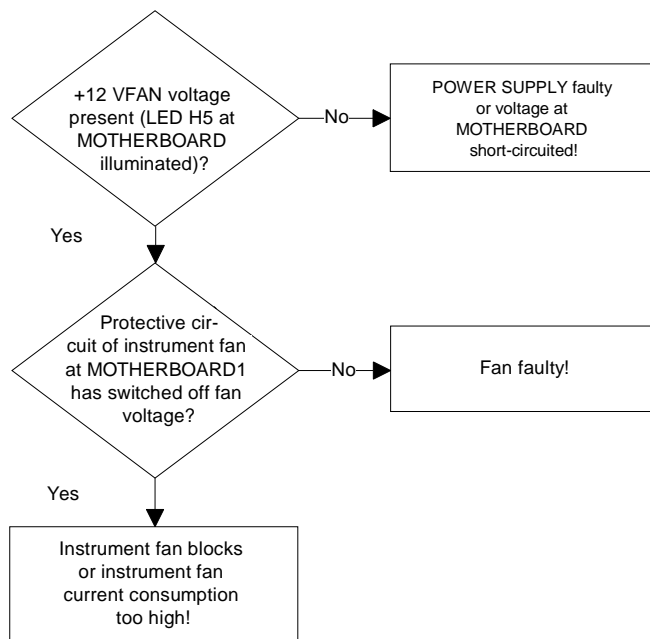 +12 VFAN voltage
present (LED H5 at
MOTHERBOARD
illuminated)?
No
POWER SUPPLY faulty
or voltage at
MOTHERBOARD
short-circuited!
Yes
Protective cir-
cuit of instrument fan
at MOTHERBOARD1
has switched off fan
voltage?
No
Fan faulty!
Yes
Instrument fan blocks
or instrument fan
current consumption
too high!